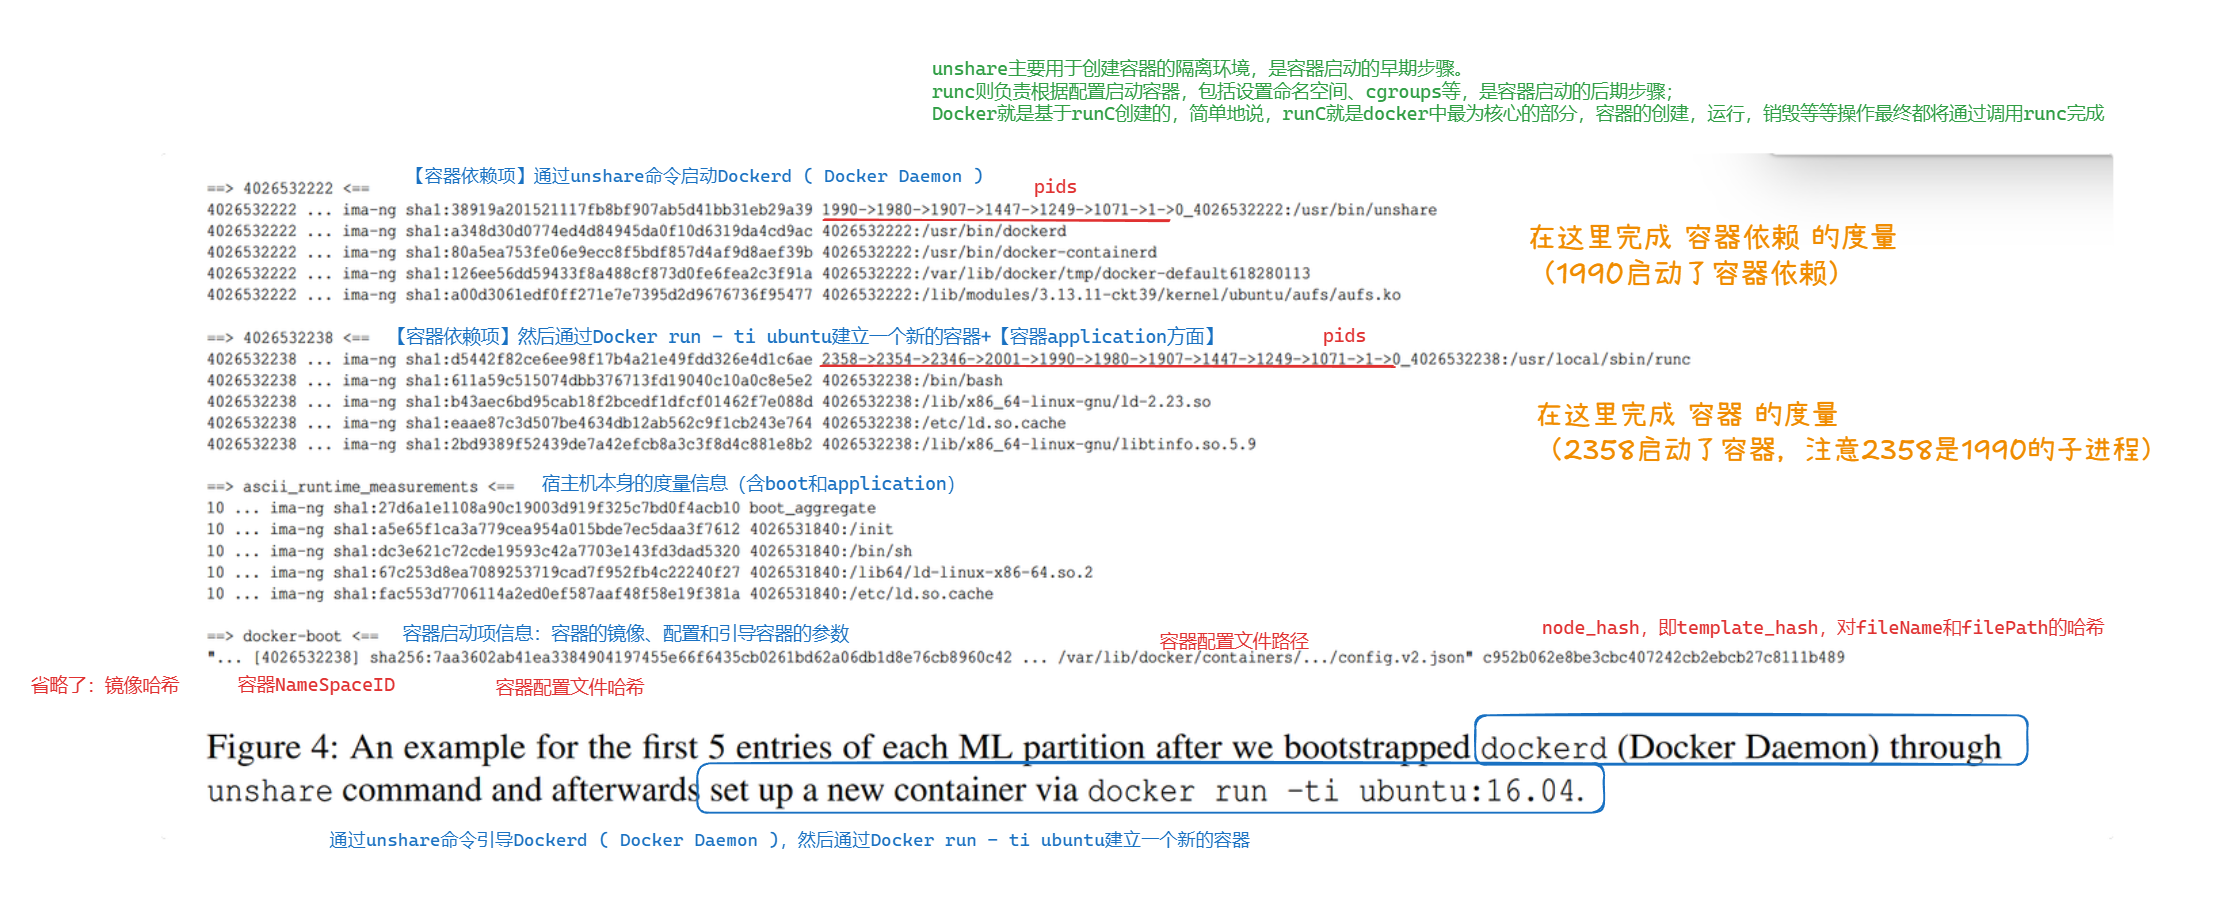 unshare主要用于创建容器的隔离环境，是容器启动的早期步骤。
runc则负责根据配置启动容器，包括设置命名空间、cgroups等，是容器启动的后期步骤；
Docker就是基于runC创建的，简单地说，runC就是docker中最为核心的部分，容器的创建，运行，销毁等等操作最终都将通过调用runc完成
==> 4026532222 <== 【容器依赖项】通过unshare命令启动Dockerd ( Docker Daemon )
pids
4026532222 ... ima-ng sha1:38919a201521117fb8bf907ab5d41bb31eb29a39 1990->1980->1907->1447->1249->1071->1->0_4026532222:/usr/bin/unshare
4026532222 ... ima-ng sha1:a348d30d0774ed4d84945da0f10d6319da4cd9ac 4026532222:/usr/bin/dockerd
4026532222 ... ima-ng sha1:80a5ea753fe06e9ecc8f5bdf857d4af9d8aef39b 4026532222:/usr/bin/docker-containerd
4026532222 ... ima-ng sha1:126ee56dd59433f8a488cf873d0fe6fea2c3f91a 4026532222:/var/lib/docker/tmp/docker-default618280113
4026532222 ... ima-ng sha1:a00d3061edf0ff271e7e7395d2d9676736f95477 4026532222:/lib/modules/3.13.11-ckt39/kernel/ubuntu/aufs/aufs.ko
在这里完成 容器依赖 的度量
（1990启动了容器依赖）
==> 4026532238 <== 【容器依赖项】然后通过Docker run - ti ubuntu建立一个新的容器+【容器application方面】
pids
4026532238 ... ima-ng sha1:d5442f82ce6ee98f17b4a21e49fdd326e4d1c6ae 2358->2354->2346->2001->1990->1980->1907->1447->1249->1071->1->0_4026532238:/usr/local/sbin/runc
4026532238 ... ima-ng sha1:611a59c515074dbb376713fd19040c10a0c8e5e2 4026532238:/bin/bash
4026532238 ... ima-ng sha1:b43aec6bd95cab18f2bcedf1dfcf01462f7e088d 4026532238:/lib/x86_64-linux-gnu/ld-2.23.so
4026532238 ... ima-ng sha1:eaae87c3d507be4634db12ab562c9f1cb243e764 4026532238:/etc/ld.so.cache
4026532238 ... ima-ng sha1:2bd9389f52439de7a42efcb8a3c3f8d4c881e8b2 4026532238:/lib/x86_64-linux-gnu/libtinfo.so.5.9
在这里完成 容器 的度量
（2358启动了容器，注意2358是1990的子进程）
==> ascii_runtime_measurements <== 宿主机本身的度量信息（含boot和application）
10 ... ima-ng sha1:27d6a1e1108a90c19003d919f325c7bd0f4acb10 boot_aggregate
10 ... ima-ng sha1:a5e65f1ca3a779cea954a015bde7ec5daa3f7612 4026531840:/init
10 ... ima-ng sha1:dc3e621c72cde19593c42a7703e143fd3dad5320 4026531840:/bin/sh
10 ... ima-ng sha1:67c253d8ea7089253719cad7f952fb4c22240f27 4026531840:/lib64/ld-linux-x86-64.so.2
10 ... ima-ng sha1:fac553d7706114a2ed0ef587aaf48f58e19f381a 4026531840:/etc/ld.so.cache
==> docker-boot <== 容器启动项信息：容器的镜像、配置和引导容器的参数
容器配置文件路径
node_hash，即template_hash，对fileName和filePath的哈希
"... [4026532238] sha256:7aa3602ab41ea3384904197455e66f6435cb0261bd62a06db1d8e76cb8960c42 ... /var/lib/docker/containers/.../config.v2.json" c952b062e8be3cbc407242cb2ebcb27c8111b489
省略了：镜像哈希
容器NameSpaceID
容器配置文件哈希
Figure 4: An example for the first 5 entries of each ML partition after we bootstrapped dockerd (Docker Daemon) through
unshare command and afterwards set up a new container via docker run -ti ubuntu:16.04.
通过unshare命令引导Dockerd ( Docker Daemon )，然后通过Docker run - ti ubuntu建立一个新的容器